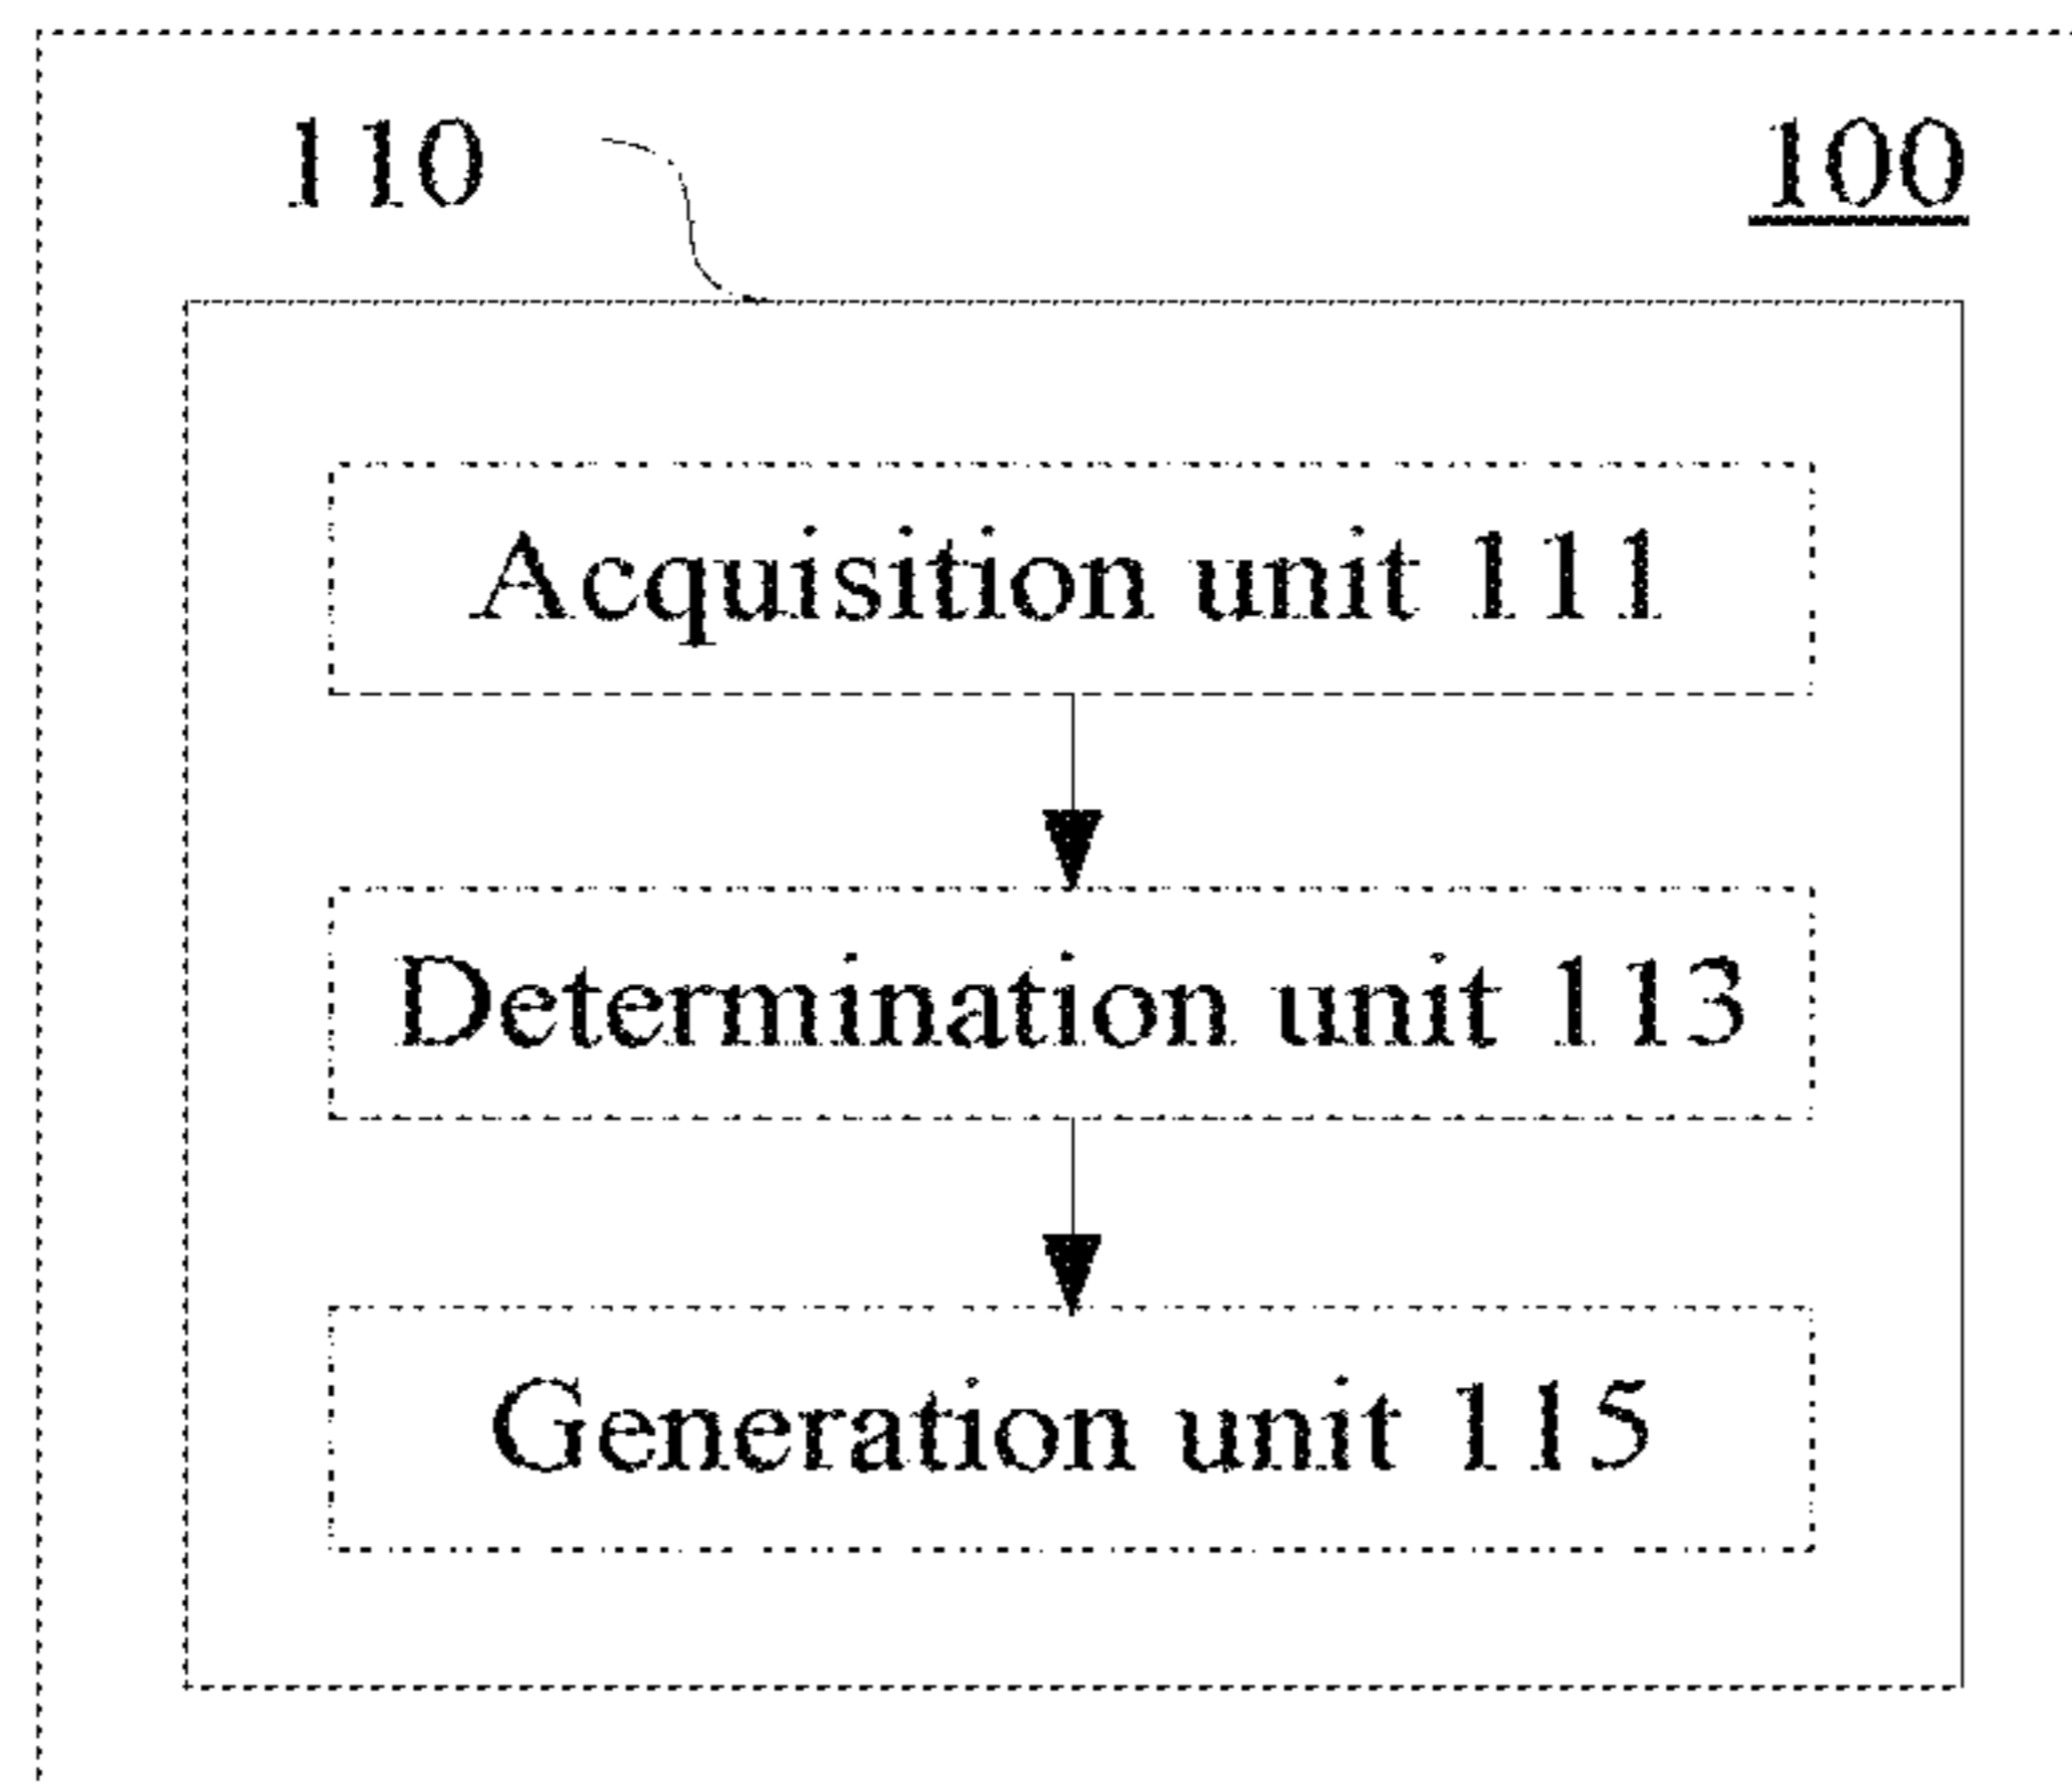 110
100
Acquisition unit 111
Determination unit 113
Generation unit 115